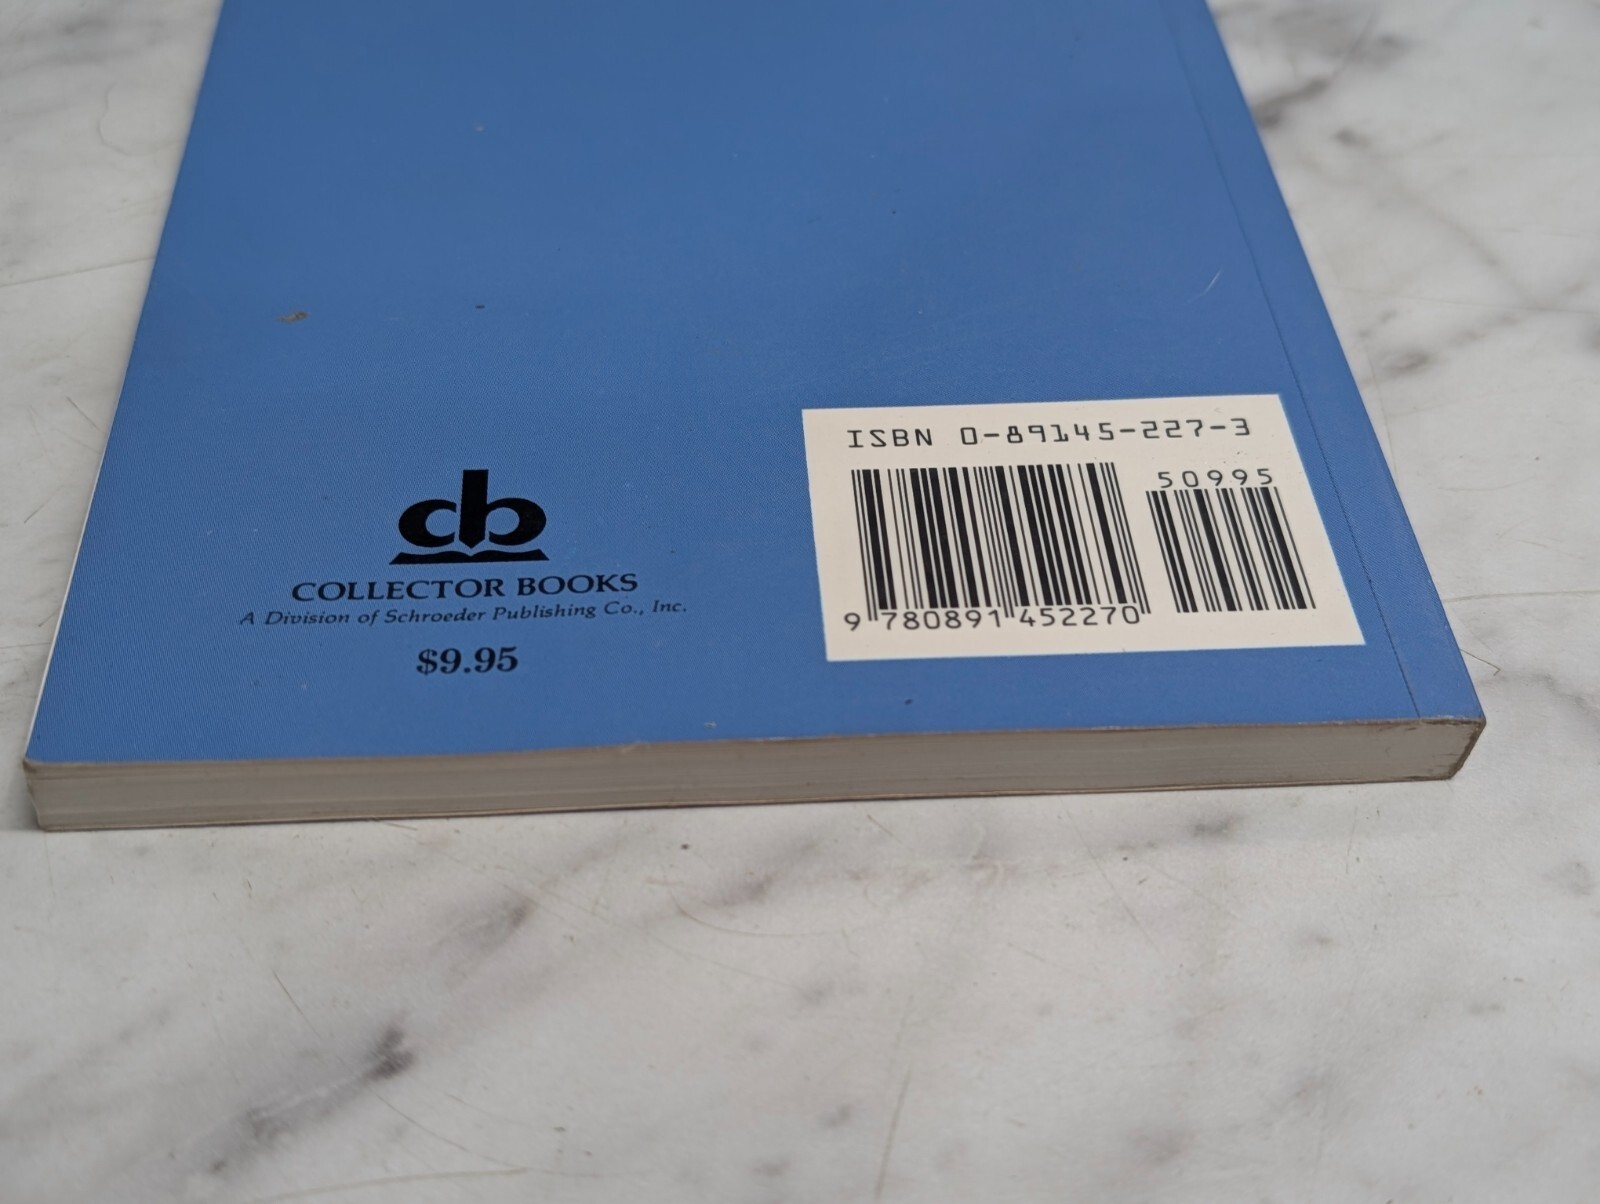 cb
COLLECTOR BOOKS
A Division of Schroeder Publishing Co., Inc.
$9.95
ISBN 0-89145-227-3
50995
9 780891 452270